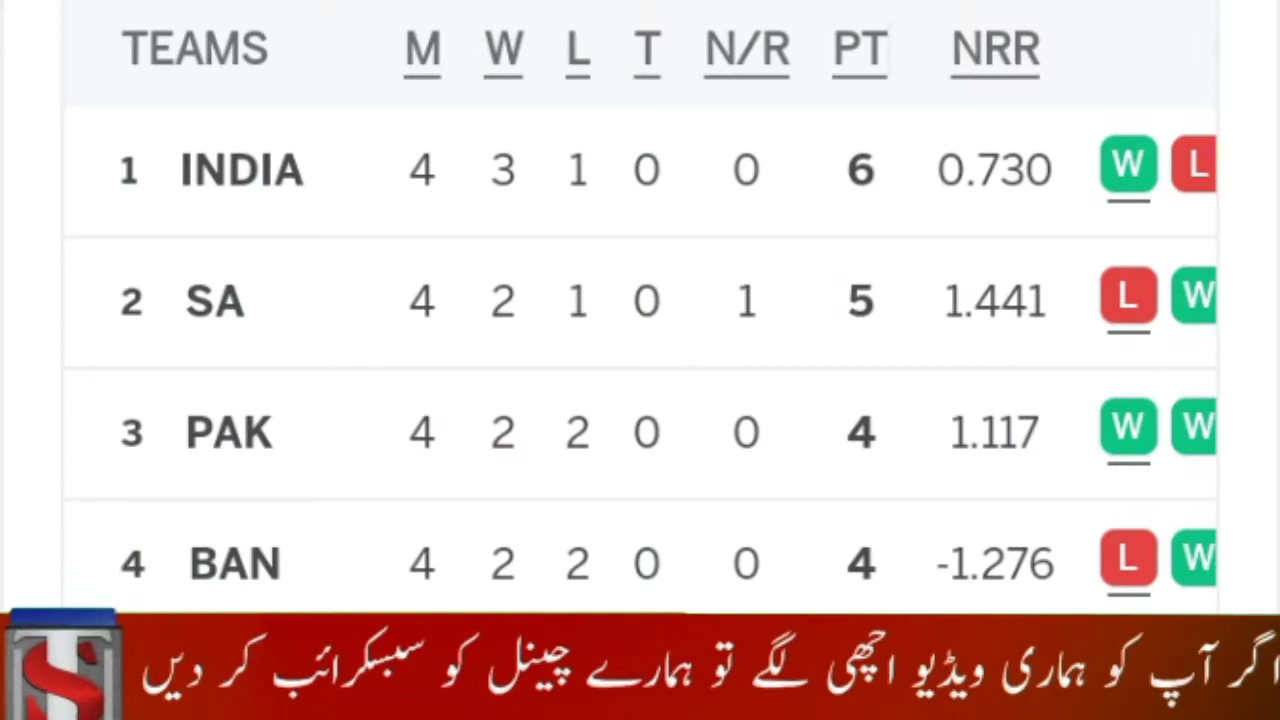 TEAMS M W L T N/R PT NRR
1 INDIA 4 3 1 0 0 6 0.730 W L
2 SA 4 2 1 0 1 5 1.441 L W
3 PAK 4 2 2 0 0 4 1.117 W W
4 BAN 4 2 2 0 0 4 -1.276 L W
اگر آپ کو ہماری ویڈیو اچھی لگے تو ہمارے چینل کو سبسکرائب کر دیں
S